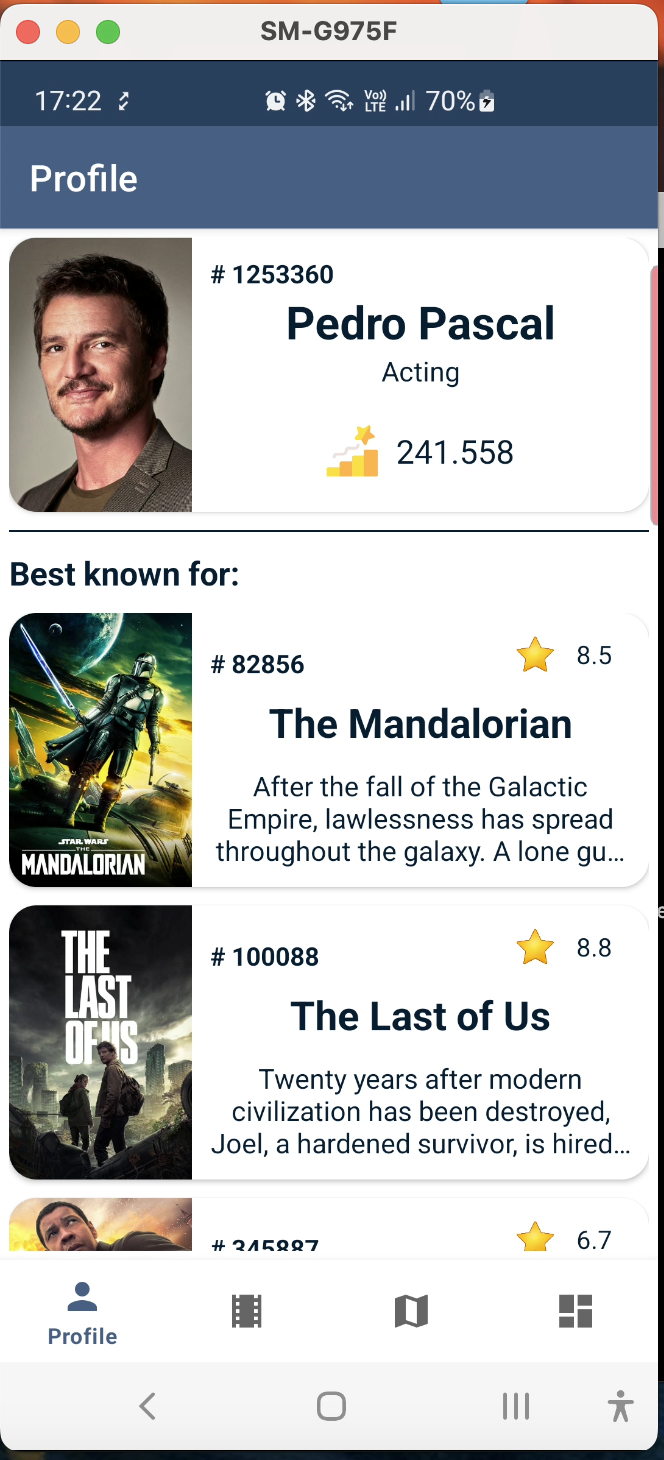 SM-G975F
17:22
Vo))
LTE
70%
Profile
# 1253360
Pedro Pascal
Acting
241.558
Best known for:
# 82856
8.5
The Mandalorian
After the fall of the Galactic
Empire, lawlessness has spread
throughout the galaxy. A lone gu...
STAR WARS
THE
MANDALORIAN
# 100088
8.8
The Last of Us
Twenty years after modern
civilization has been destroyed,
Joel, a hardened survivor, is hired...
THE
LAST
OF US
# 345887
6.7
Profile